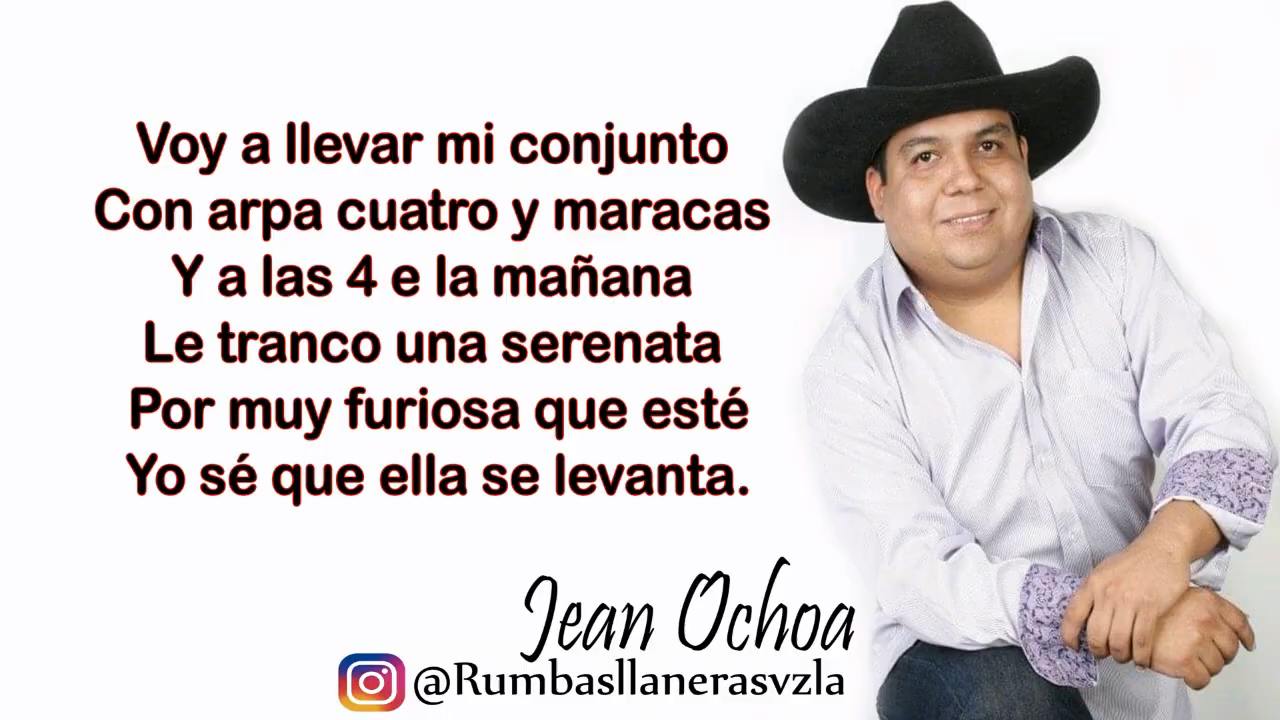 Voy a llevar mi conjunto
Con arpa cuatro y maracas
Y a las 4 e la mañana
Le tranco una serenata
Por muy furiosa que esté
Yo sé que ella se levanta.
Jean Ochoa
@Rumbasllanerasvzla